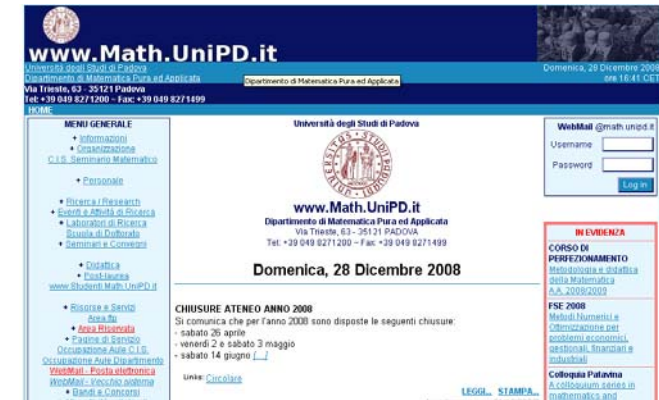 www.Math.UniPD.it
Università degli Studi di Padova
Dipartimento di Matematica Pura ed Applicata
Via Trieste, 63 - 35121 Padova
Tel: +39 049 8271200 - Fax: +39 049 8271499
Dipartimento di Matematica Pura ed Applicata
Domenica, 28 Dicembre 2008
ore 16:41 CET
HOME
MENU GENERALE
Informazioni
Organizzazione
C.I.S. Seminario Matematico
Personale
Ricerca / Research
Eventi e Attività di Ricerca
Laboratori di Ricerca
Scuola di Dottorato
Seminari e Convegni
Didattica
Post-laurea
www.Studenti.Math.UniPD.it
Risorse e Servizi
Area ftp
Area Riservata
Pagine di Servizio
Occupazione Aule C.I.S.
Occupazione Aule Dipartimento
WebMail - Posta elettronica
WebMail - Vecchio sistema
Bandi e Concorsi
Università degli Studi di Padova
www.Math.UniPD.it
Dipartimento di Matematica Pura ed Applicata
Via Trieste, 63 - 35121 PADOVA
Tel: +39 049 8271200 - Fax: +39 049 8271499
Domenica, 28 Dicembre 2008
CHIUSURE ATENEO ANNO 2008
Si comunica che per l'anno 2008 sono disposte le seguenti chiusure:
- sabato 26 aprile
- venerdì 2 e sabato 3 maggio
- sabato 14 giugno [...]
Links: Circolare
LEGGI... STAMPA...
WebMail @math.unipd.it
Username
Password
Log In
IN EVIDENZA
CORSO DI
PERFEZIONAMENTO
Metodologia e didattica
della Matematica
A.A. 2008/2009
FSE 2008
Metodi Numerici e
Ottimizzazione per
problemi economici,
gestionali, finanziari e
industriali
Colloquia Patavina
A colloquium series in
mathematics and